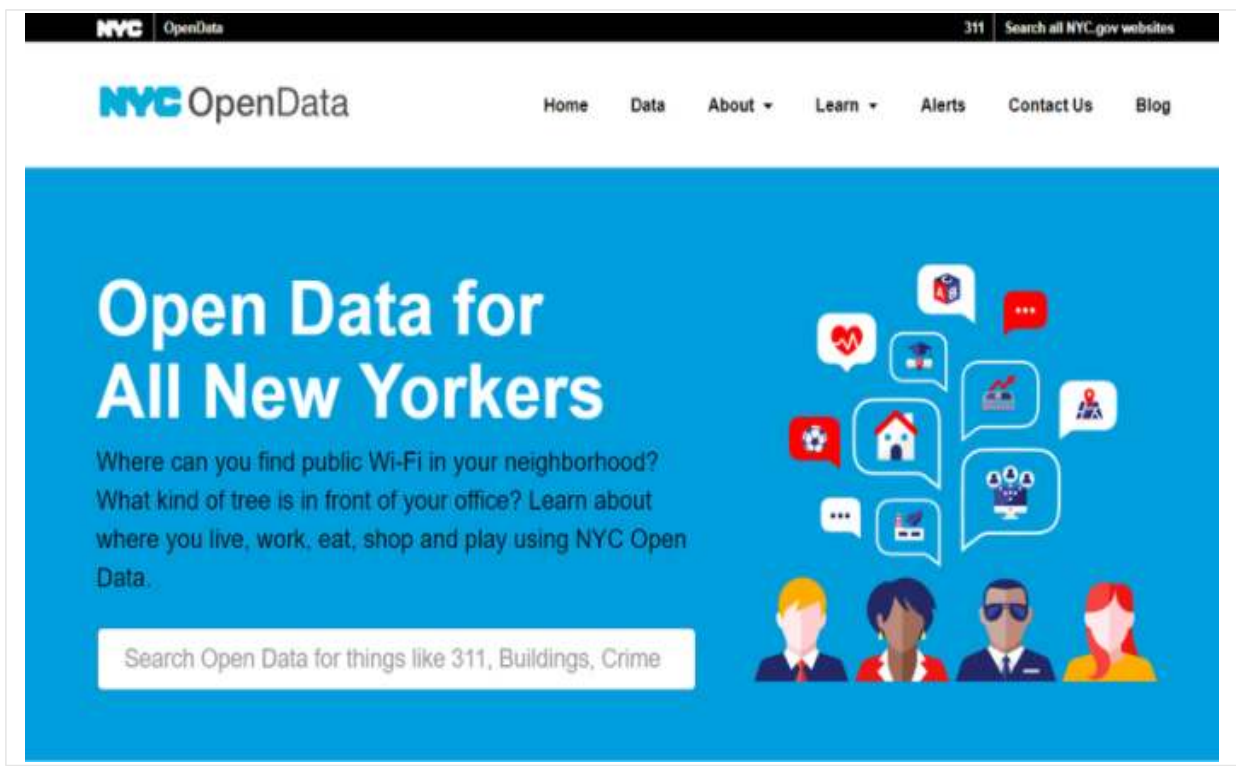 NYC OpenData 311 Search all NYC.gov websites
NYC OpenData Home Data About Learn Alerts Contact Us Blog
Open Data for
All New Yorkers
Where can you find public Wi-Fi in your neighborhood?
What kind of tree is in front of your office? Learn about
where you live, work, eat, shop and play using NYC Open
Data.
Search Open Data for things like 311, Buildings, Crime